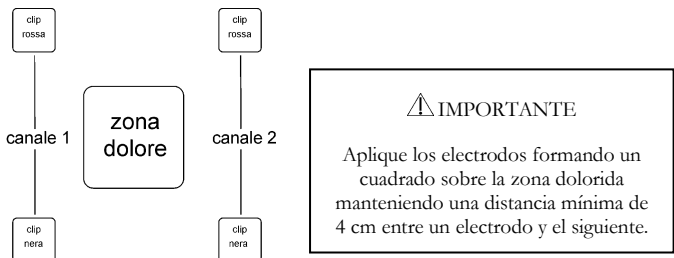 clip
rossa
clip
rossa
canale 1
zona
dolore
canale 2
clip
nera
clip
nera
IMPORTANTE
Aplique los electrodos formando un
cuadrado sobre la zona dolorida
manteniendo una distancia mínima de
4 cm entre un electrodo y el siguiente.